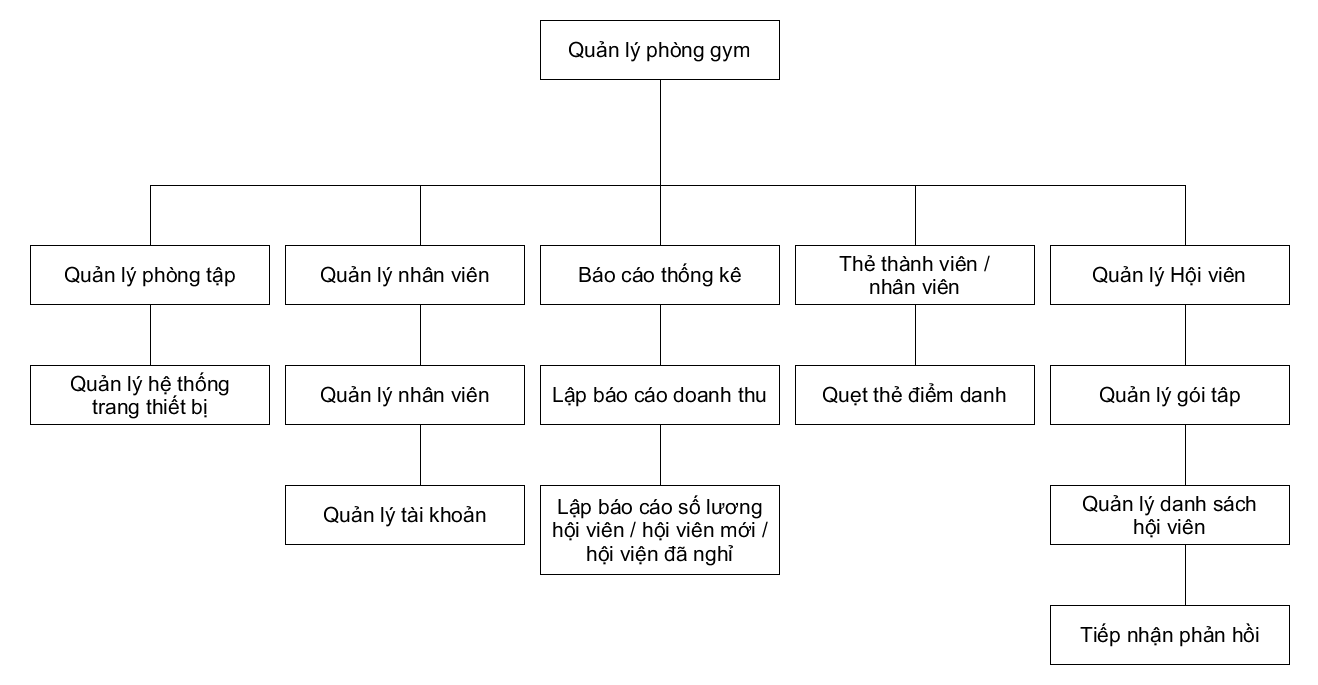 Quản lý phòng gym
Quản lý phòng tập
Quản lý nhân viên
Báo cáo thống kê
Thẻ thành viên /
nhân viên
Quản lý Hội viên
Quản lý hệ thống
trang thiết bị
Quản lý nhân viên
Lập báo cáo doanh thu
Quẹt thẻ điểm danh
Quản lý gói tâp
Quản lý tài khoản
Lập báo cáo số lương
hội viên / hội viên mới /
hội viện đã nghỉ
Quản lý danh sách
hội viên
Tiếp nhận phản hồi